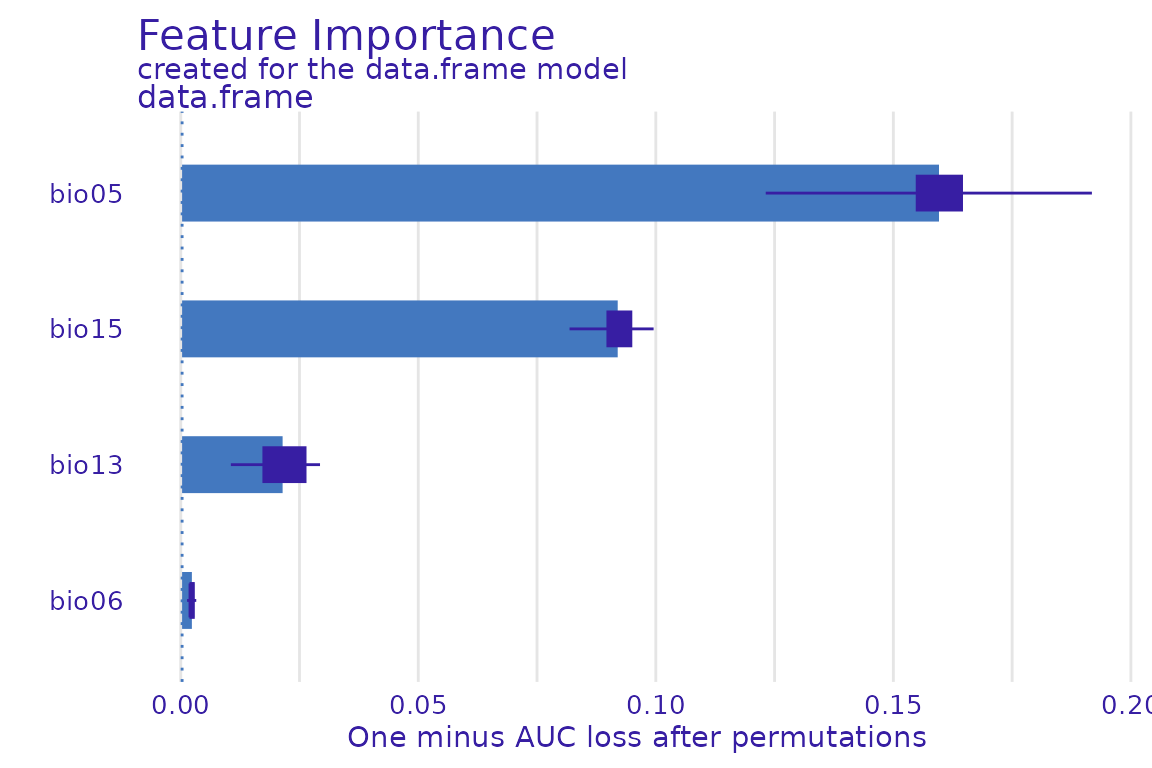 Feature Importance
created for the data.frame model
data.frame
bio05
bio15
bio13
bio06
0.00 0.05 0.10 0.15 0.20
One minus AUC loss after permutations